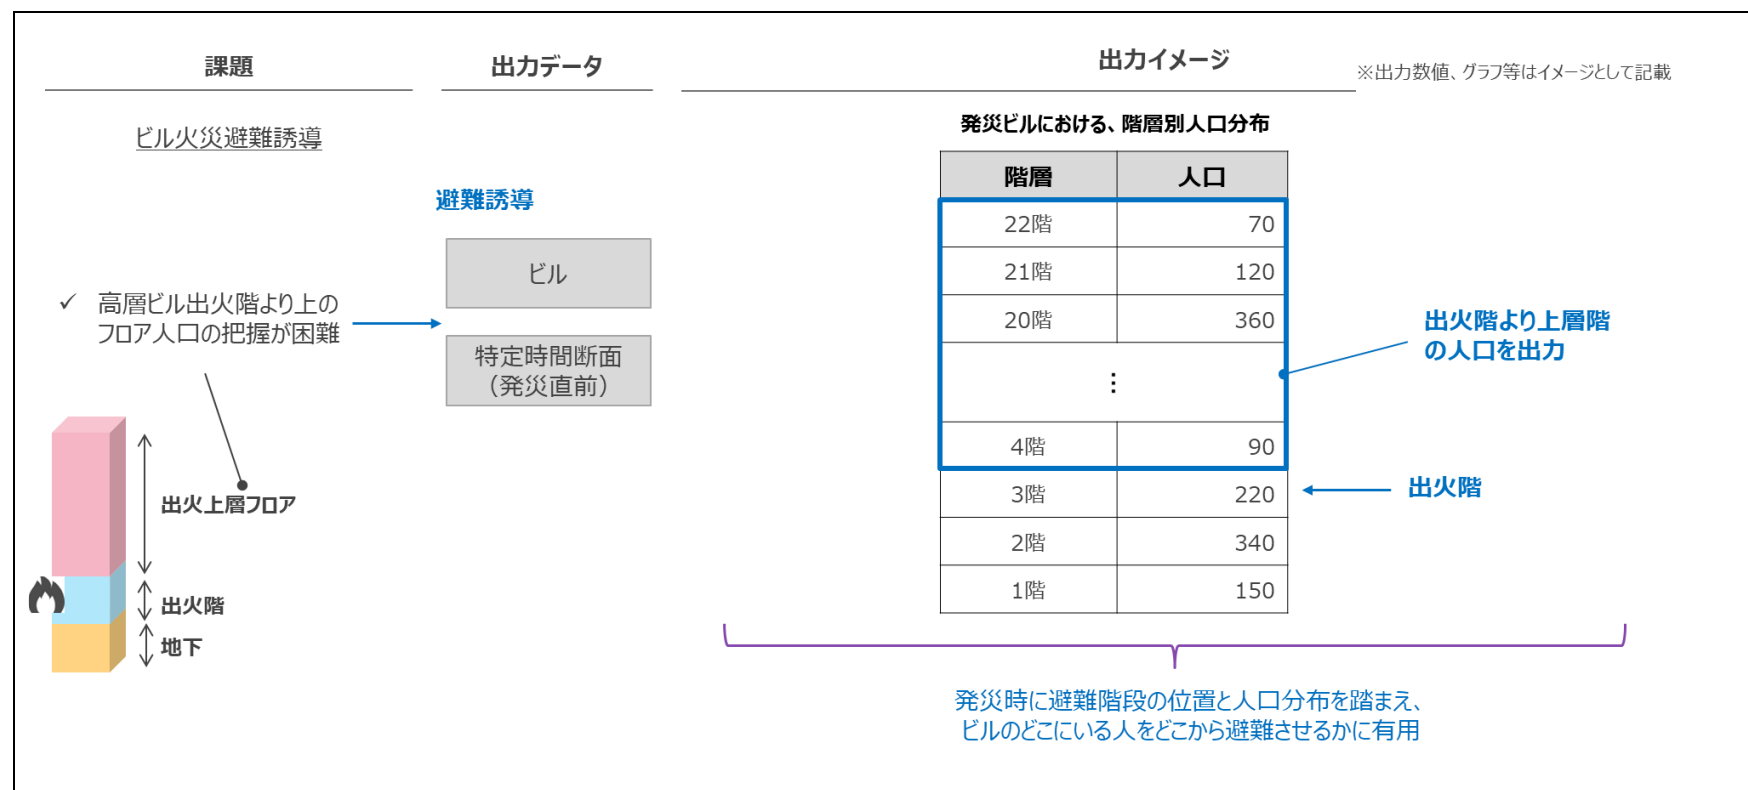 課題
出力データ
出力イメージ
※出力数値、グラフ等はイメージとして記載
ビル火災避難誘導
✓ 高層ビル出火階より上の
フロア人口の把握が困難
出火上層フロア
出火階
地下
避難誘導
ビル
特定時間断面
（発災直前）
発災ビルにおける、階層別人口分布
階層 人口
22階 70
21階 120
20階 360
⋮
4階 90
3階 220
2階 340
1階 150
出火階より上層階
の人口を出力
出火階
発災時に避難階段の位置と人口分布を踏まえ、
ビルのどこにいる人をどこから避難させるかに有用